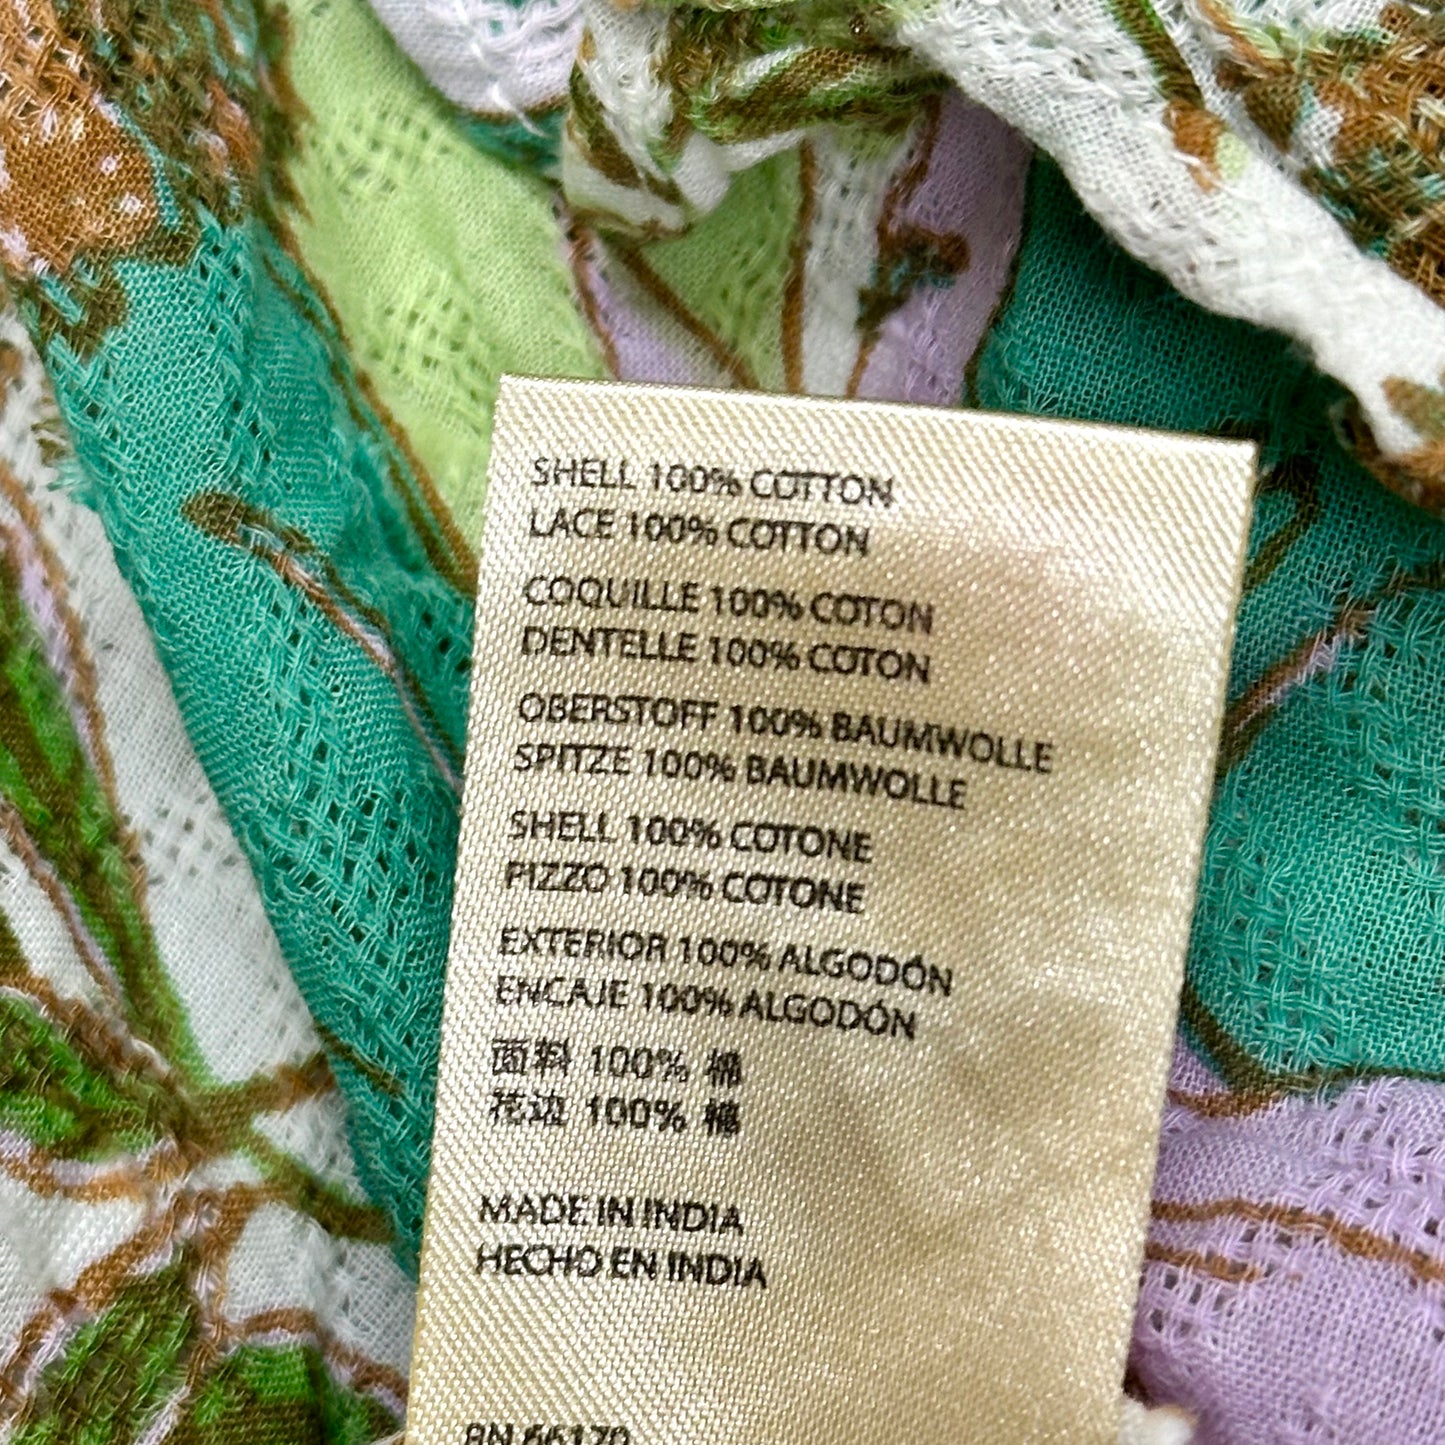 SHELL 100% COTTON
LACE 100% COTTON
COQUILLE 100% COTON
DENTELLE 100% COTON
OBERSTOFF 100% BAUMWOLLE
SPITZE 100% BAUMWOLLE
SHELL 100% COTONE
PIZZO 100% COTONE
EXTERIOR 100% ALGODÓN
ENCAJE 100% ALGODÓN
面料 100% 棉
花边 100% 棉
MADE IN INDIA
HECHO EN INDIA
RN 66170